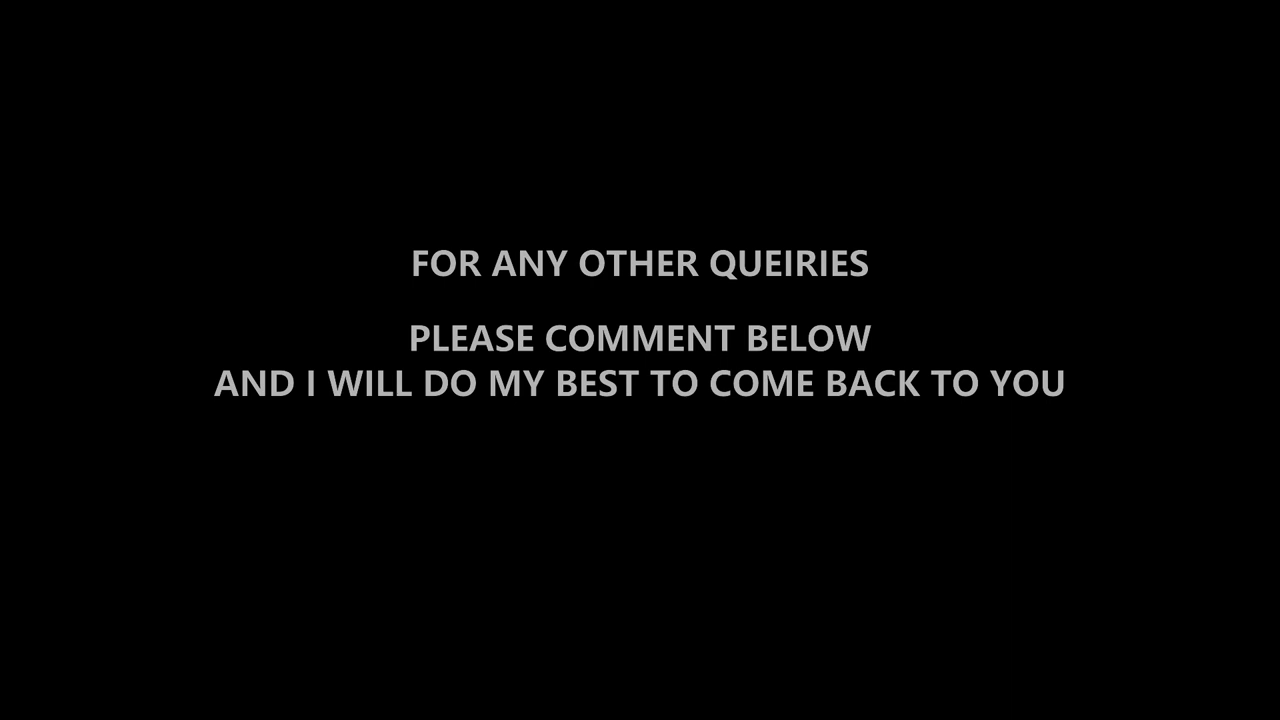 FOR ANY OTHER QUEIRIES
PLEASE COMMENT BELOW
AND I WILL DO MY BEST TO COME BACK TO YOU